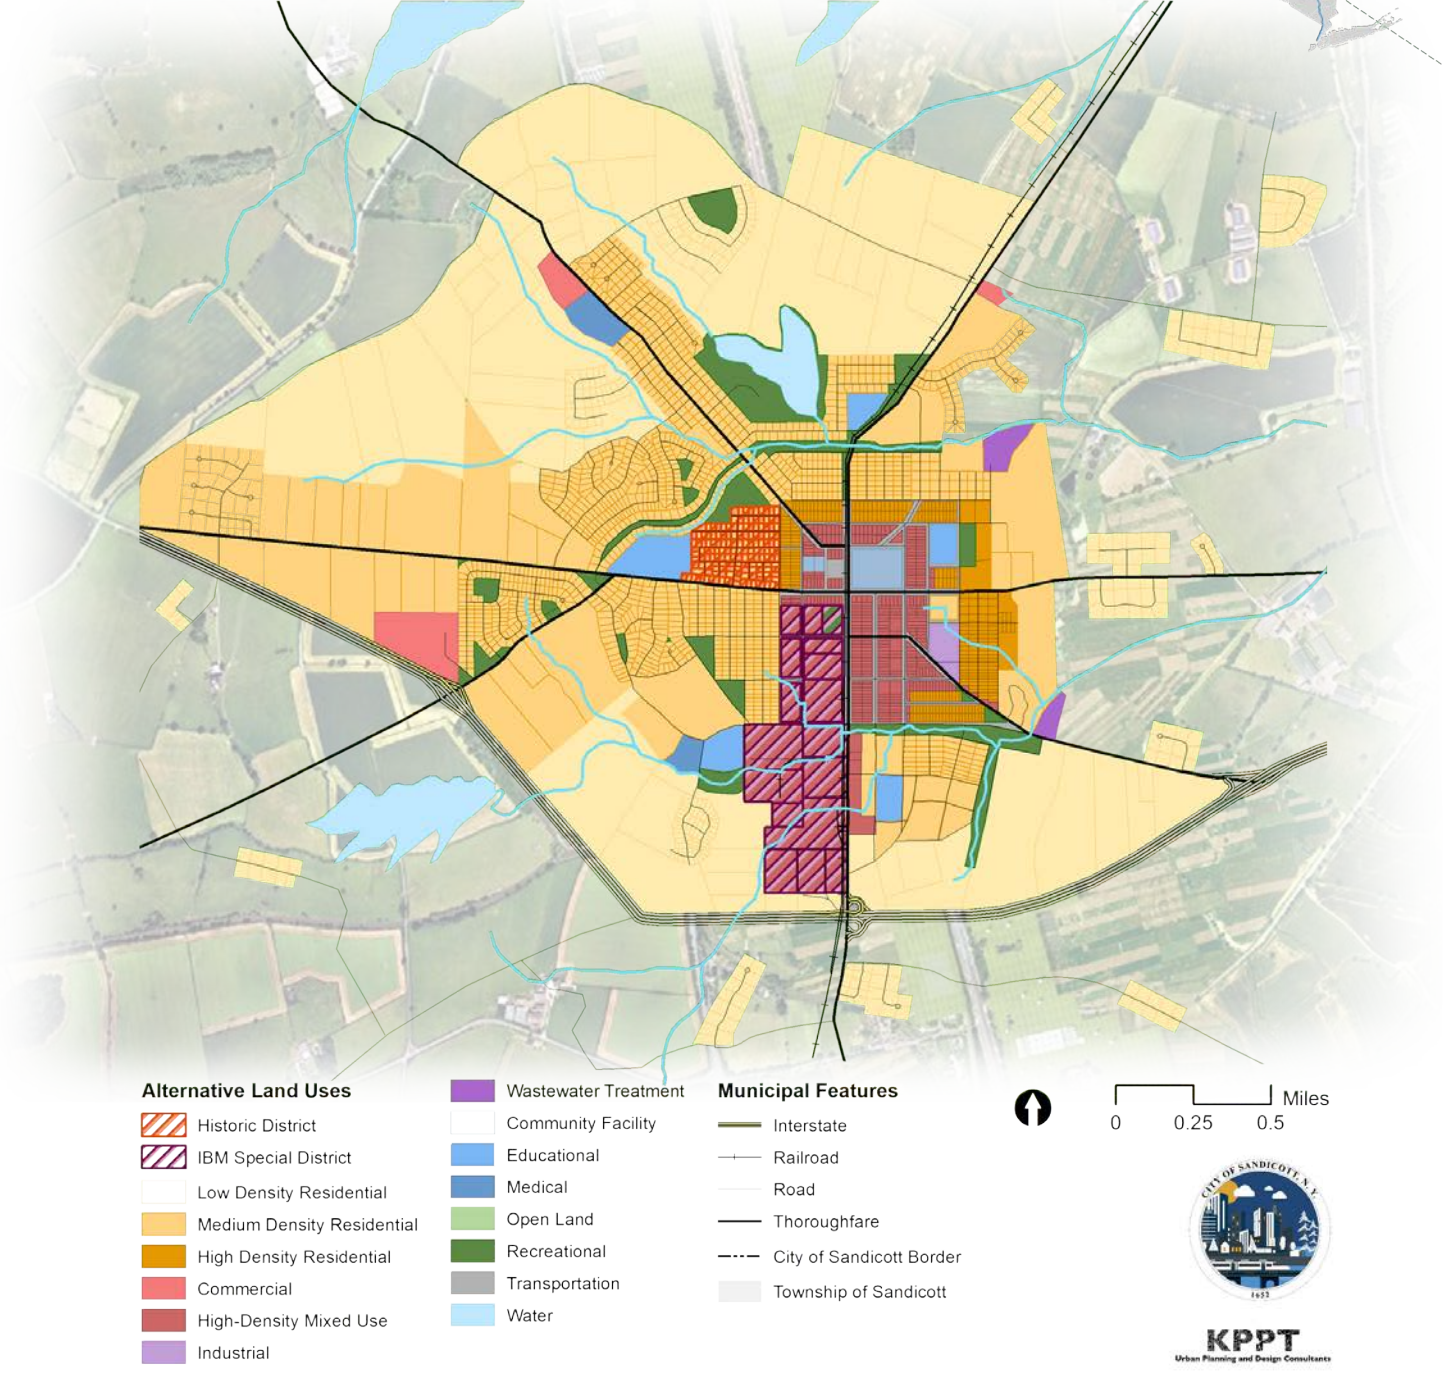 Alternative Land Uses
Historic District
IBM Special District
Low Density Residential
Medium Density Residential
High Density Residential
Commercial
High-Density Mixed Use
Industrial
Wastewater Treatment
Community Facility
Educational
Medical
Open Land
Recreational
Transportation
Water
Municipal Features
Interstate
Railroad
Road
Thoroughfare
City of Sandicott Border
Township of Sandicott
Miles
0 0.25 0.5
CITY OF SANDICOTT, N.Y.
1652
KPPT
Urban Planning and Design Consultants